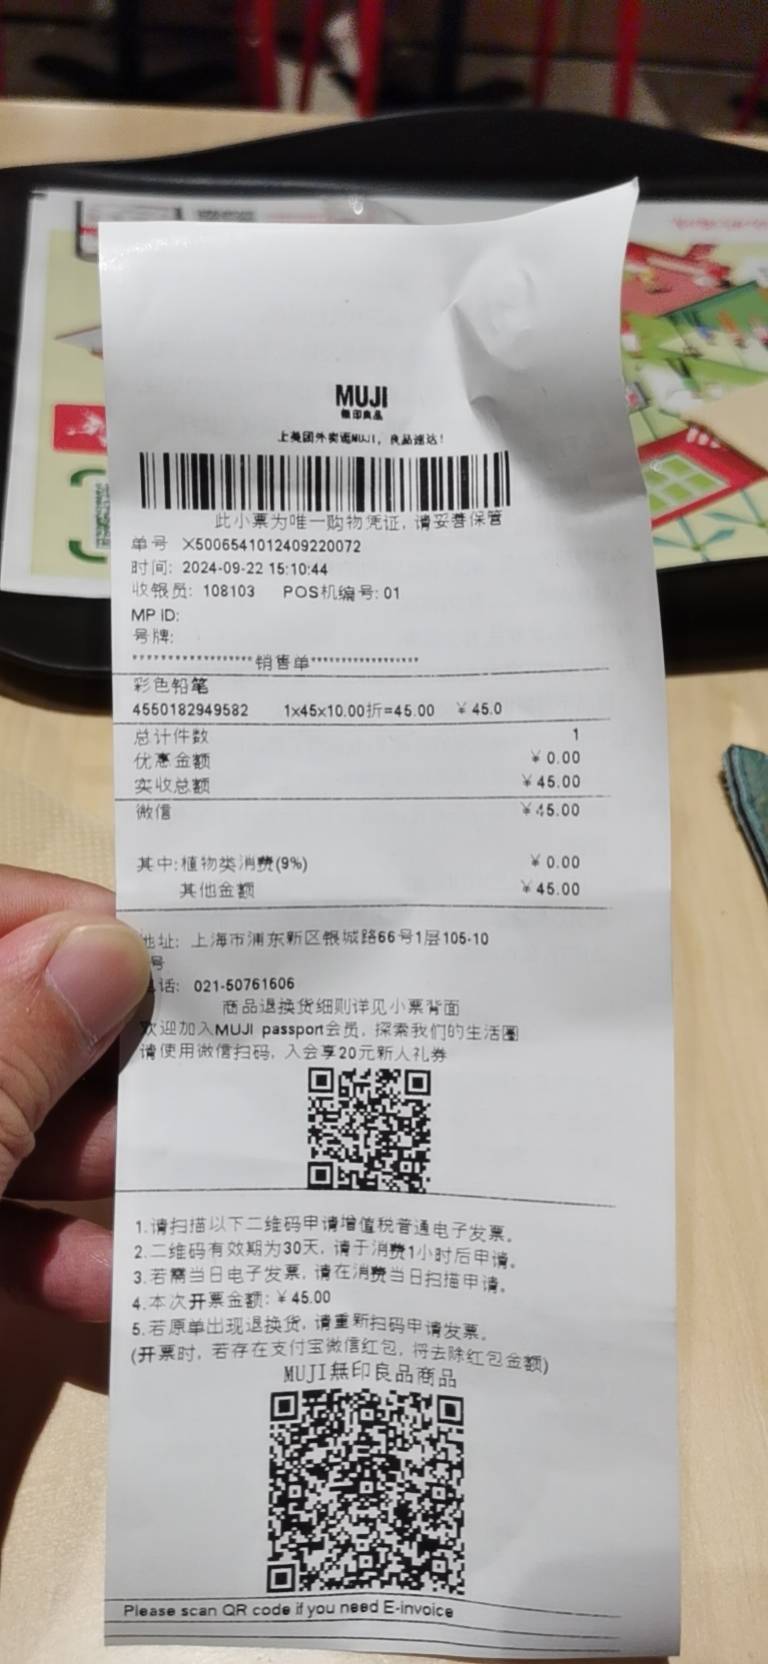 MUJI
無印良品
上美团外卖逛MUJI，良品速达！
此小票为唯一购物凭证，请妥善保管
单号 X5006541012409220072
时间: 2024-09-22 15:10:44
收银员: 108103 POS机编号: 01
MP ID:
号牌:
******************销售单******************
彩色铅笔
4550182949582 1x45x10.00折=45.00 ￥45.0
总计件数 1
优惠金额 ￥0.00
实收总额 ￥45.00
微信 ￥45.00
其中:植物类消费(9%) ￥0.00
其他金额 ￥45.00
地址: 上海市浦东新区银城路66号1层105-10
号
话: 021-50761606
商品退换货细则详见小票背面
欢迎加入MUJI passport会员, 探索我们的生活圈
请使用微信扫码, 入会享20元新人礼券
1.请扫描以下二维码申请增值税普通电子发票。
2.二维码有效期为30天, 请于消费1小时后申请。
3.若需当日电子发票, 请在消费当日扫描申请。
4.本次开票金额: ￥45.00
5.若原单出现退换货, 请重新扫码申请发票。
(开票时, 若存在支付宝微信红包, 将去除红包金额)
MUJI無印良品商品
Please scan QR code if you need E-invoice